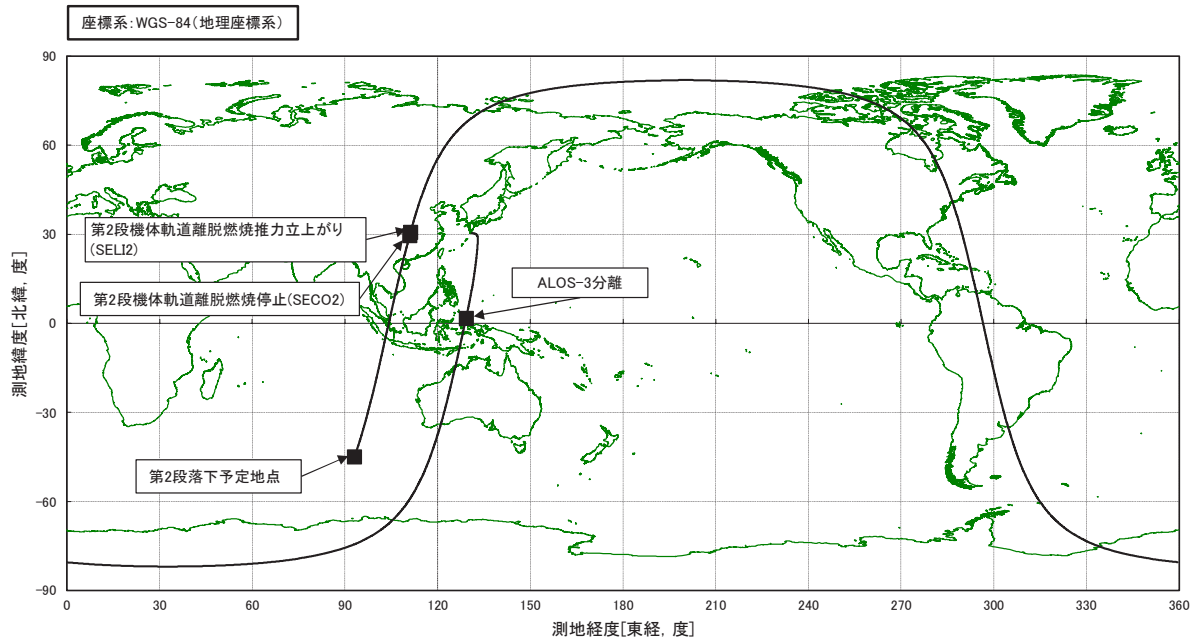 座標系:WGS-84(地理座標系)
90
60
30
0
-30
-60
-90
測地緯度[北緯, 度]
第2段機体軌道離脱燃焼推力立上がり
(SELI2)
第2段機体軌道離脱燃焼停止(SECO2)
ALOS-3分離
第2段落下予定地点
0 30 60 90 120 150 180 210 240 270 300 330 360
測地経度[東経, 度]